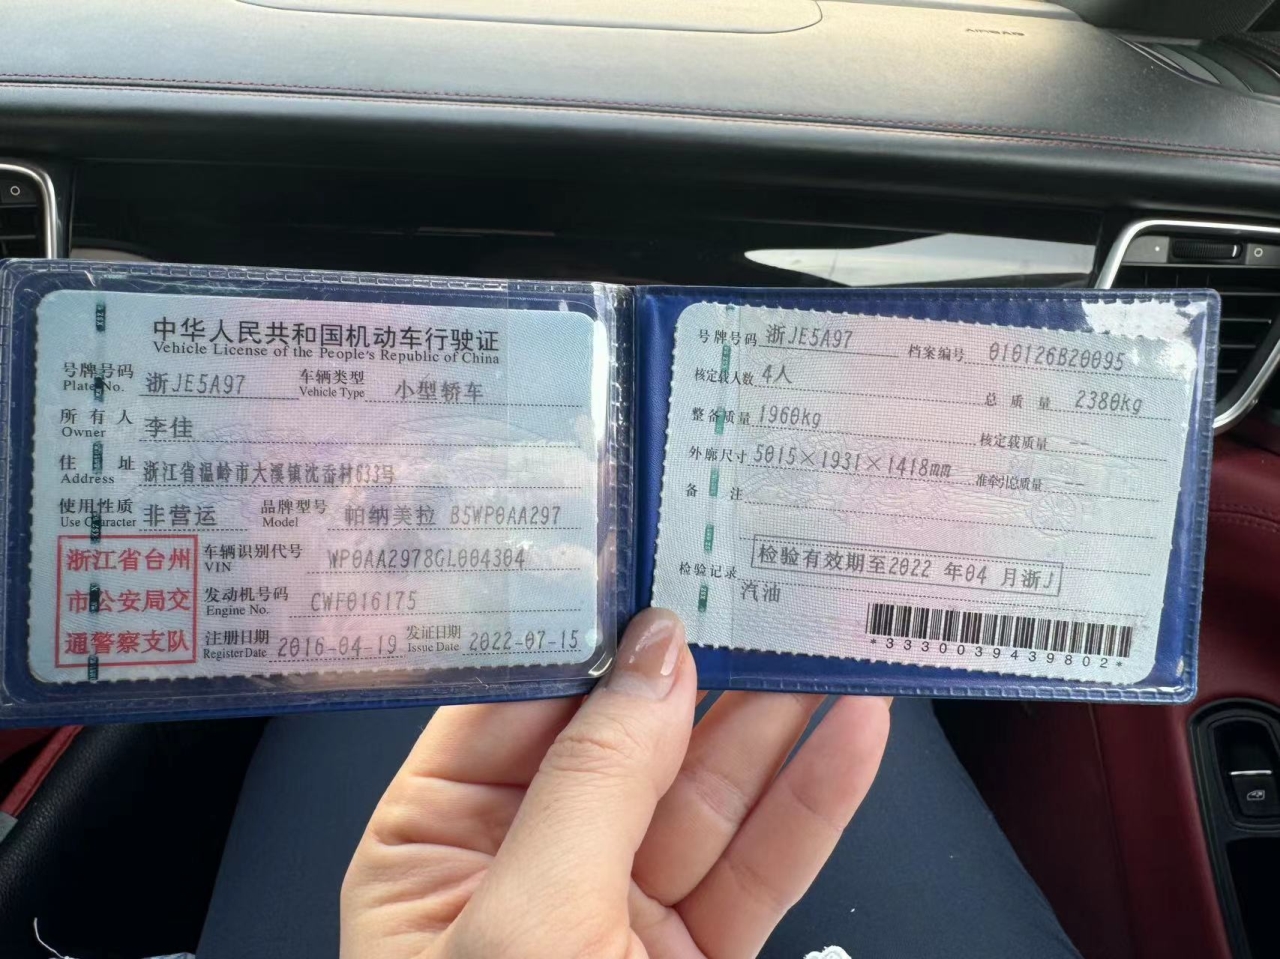 AIRBAG
中华人民共和国机动车行驶证
Vehicle License of the People's Republic of China
号牌号码 浙JE5A97 车辆类型 小型轿车
Plate No. Vehicle Type
所有人 李佳
Owner
住址 浙江省温岭市大溪镇沈岙村633号
Address
使用性质 非营运 品牌型号 帕纳美拉 BSWP0AA297
Use Character Model
浙江省台州
市公安局交
通警察支队
车辆识别代号 WP0AA2978GL004304
VIN
发动机号码 CWF016175
Engine No.
注册日期 2016-04-19 发证日期 2022-07-15
Register Date Issue Date
号牌号码 浙JE5A97 档案编号 010126820095
核定载人数 4人 总质量 2380kg
整备质量 1960kg 核定载质量 --
外廓尺寸 5015×1931×1418mm 准牵引总质量 --
备注
检验有效期至2022 年04 月浙J
检验记录
汽油
*3330039439802*